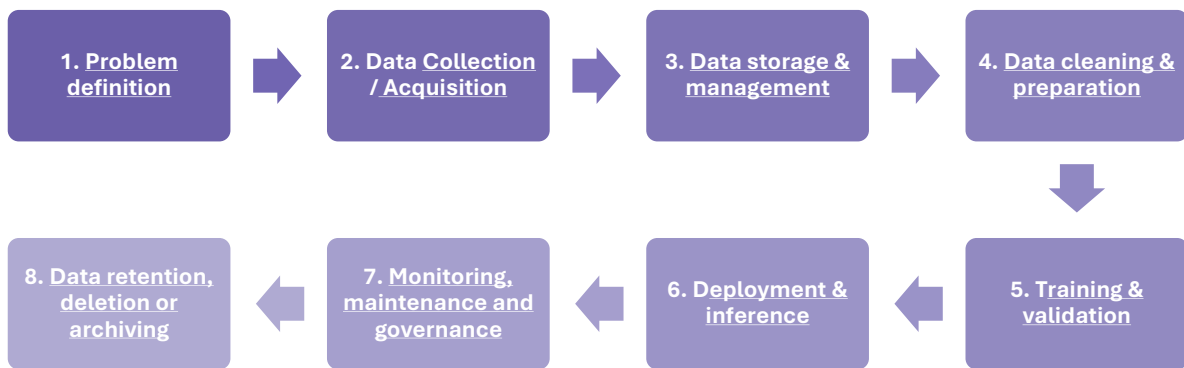 1. Problem
definition
2. Data Collection
/ Acquisition
3. Data storage &
management
4. Data cleaning &
preparation
5. Training &
validation
6. Deployment &
inference
7. Monitoring,
maintenance and
governance
8. Data retention,
deletion or
archiving